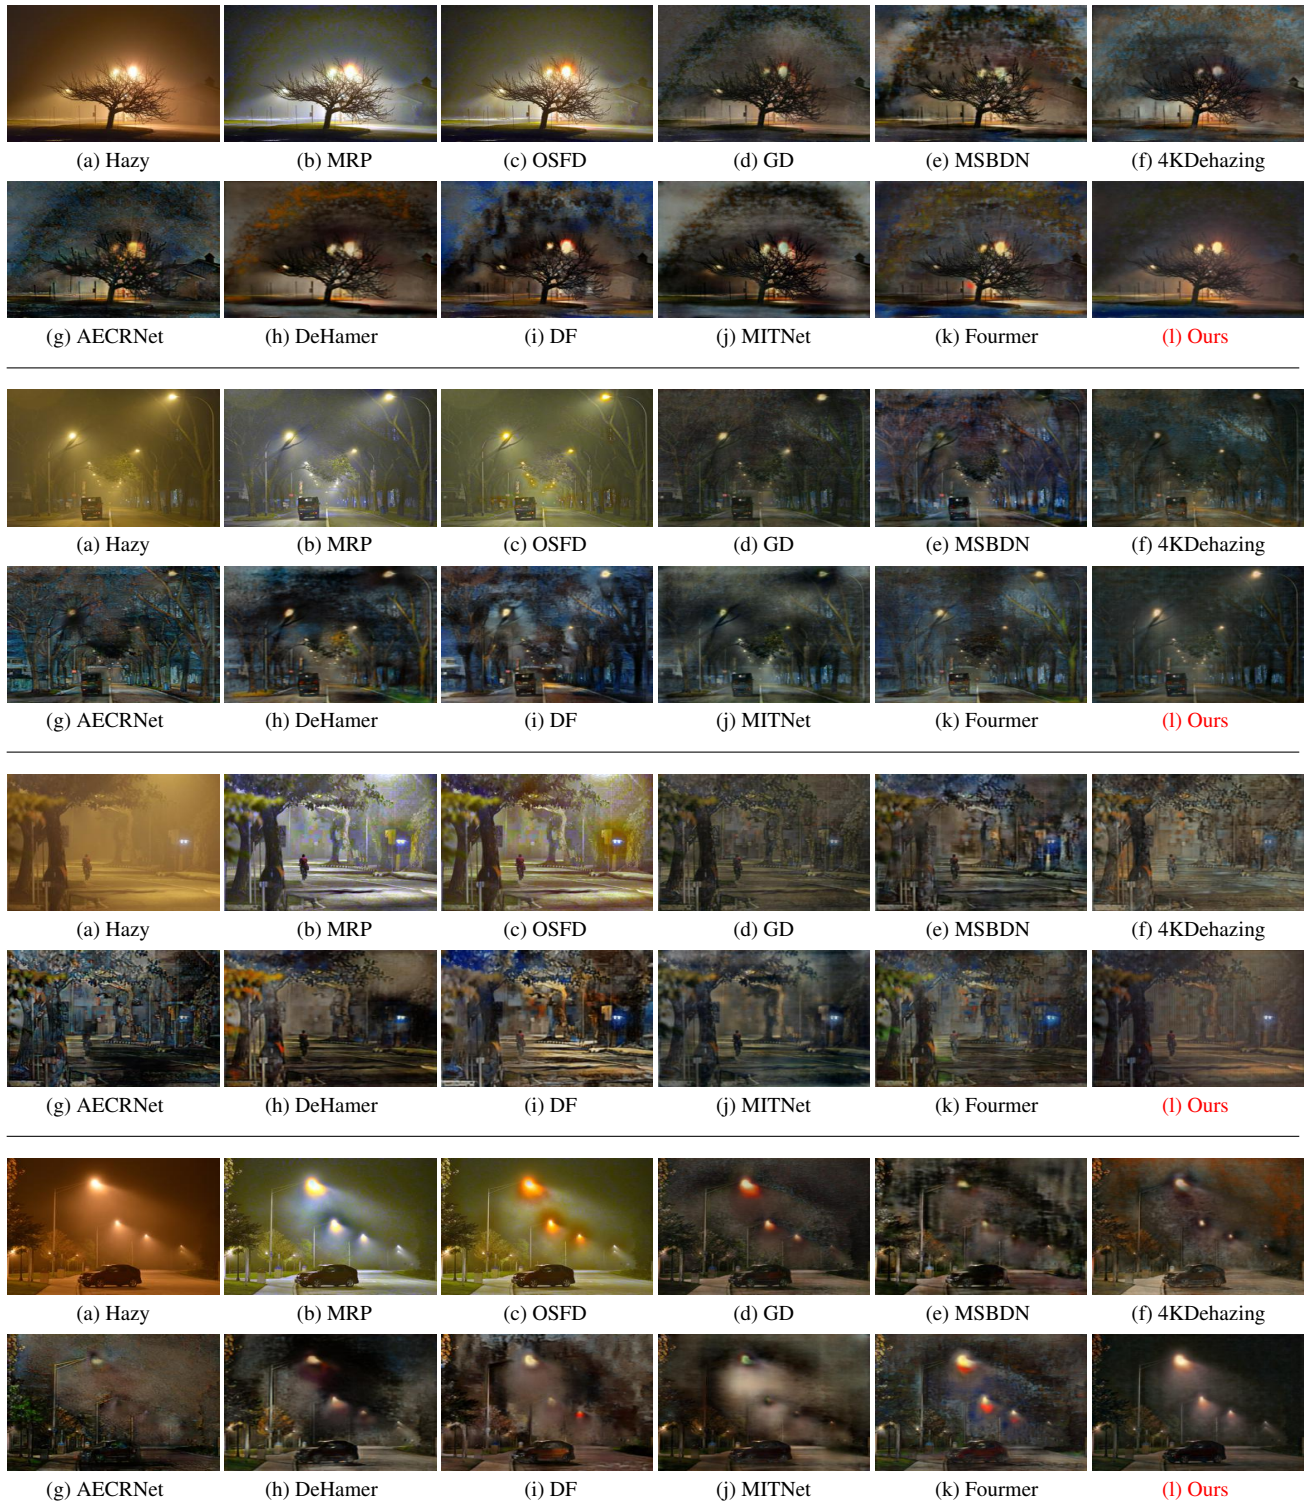 (a) Hazy (b) MRP (c) OSFD (d) GD (e) MSBDN (f) 4KDehazing
(g) AECRNet (h) DeHamer (i) DF (j) MITNet (k) Fourmer (l) Ours
(a) Hazy (b) MRP (c) OSFD (d) GD (e) MSBDN (f) 4KDehazing
(g) AECRNet (h) DeHamer (i) DF (j) MITNet (k) Fourmer (l) Ours
(a) Hazy (b) MRP (c) OSFD (d) GD (e) MSBDN (f) 4KDehazing
(g) AECRNet (h) DeHamer (i) DF (j) MITNet (k) Fourmer (l) Ours
(a) Hazy (b) MRP (c) OSFD (d) GD (e) MSBDN (f) 4KDehazing
(g) AECRNet (h) DeHamer (i) DF (j) MITNet (k) Fourmer (l) Ours